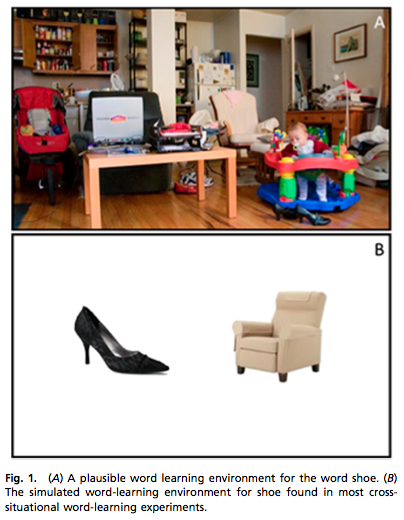 A
B
Fig. 1. (A) A plausible word learning environment for the word shoe. (B)
The simulated word-learning environment for shoe found in most cross-
situational word-learning experiments.